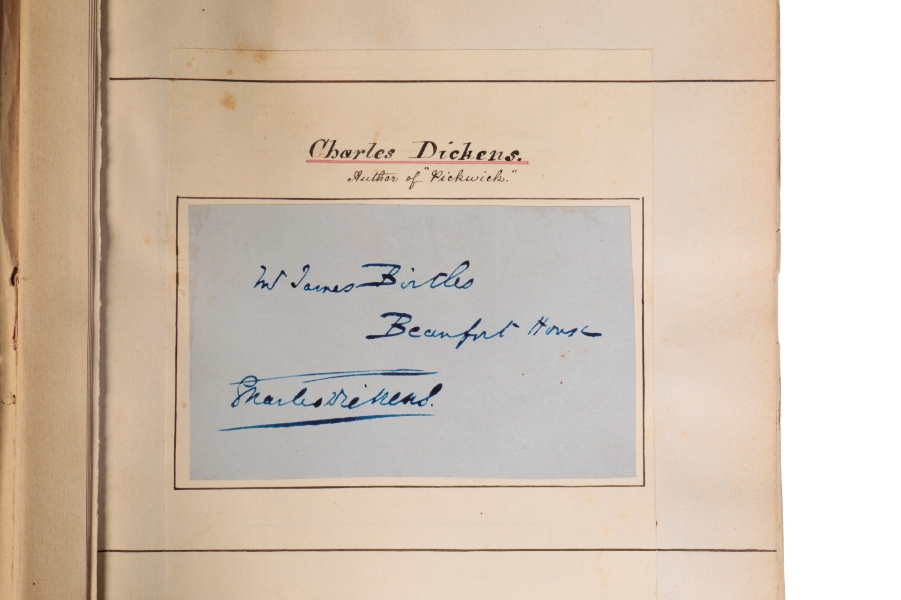 Charles Dickens.
Author of "Pickwick."
Mr James Birtles
Beaufort House
Charles Dickens.